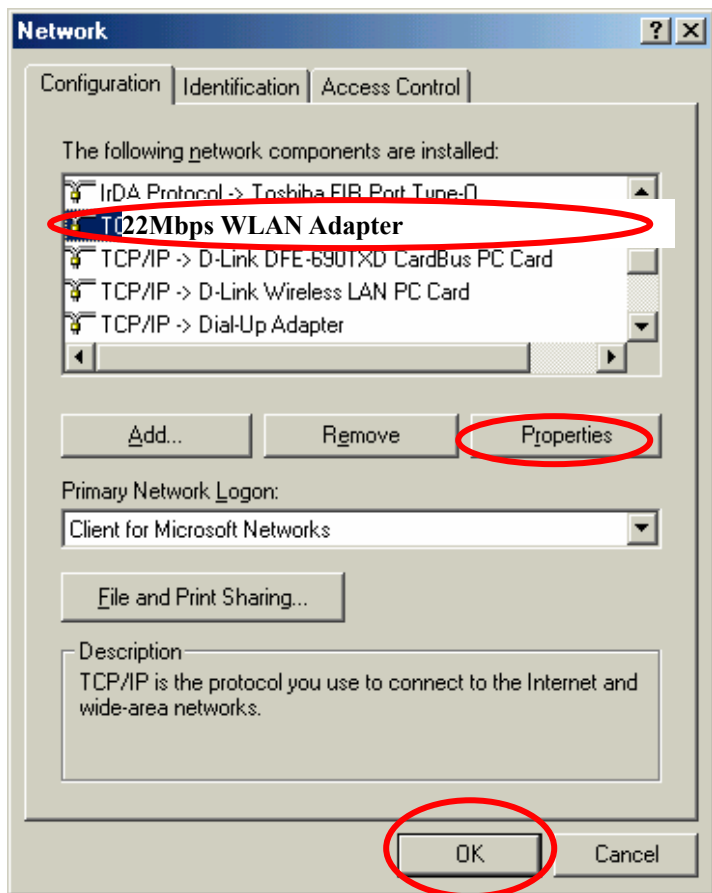 Network
Configuration Identification Access Control
The following network components are installed:
IrDA Protocol -> Toshiba FIR Port Type-O
22Mbps WLAN Adapter
TCP/IP -> D-Link DFE-690TXD CardBus PC Card
TCP/IP -> D-Link Wireless LAN PC Card
TCP/IP -> Dial-Up Adapter
Add... Remove Properties
Primary Network Logon:
Client for Microsoft Networks
File and Print Sharing...
Description
TCP/IP is the protocol you use to connect to the Internet and
wide-area networks.
OK Cancel